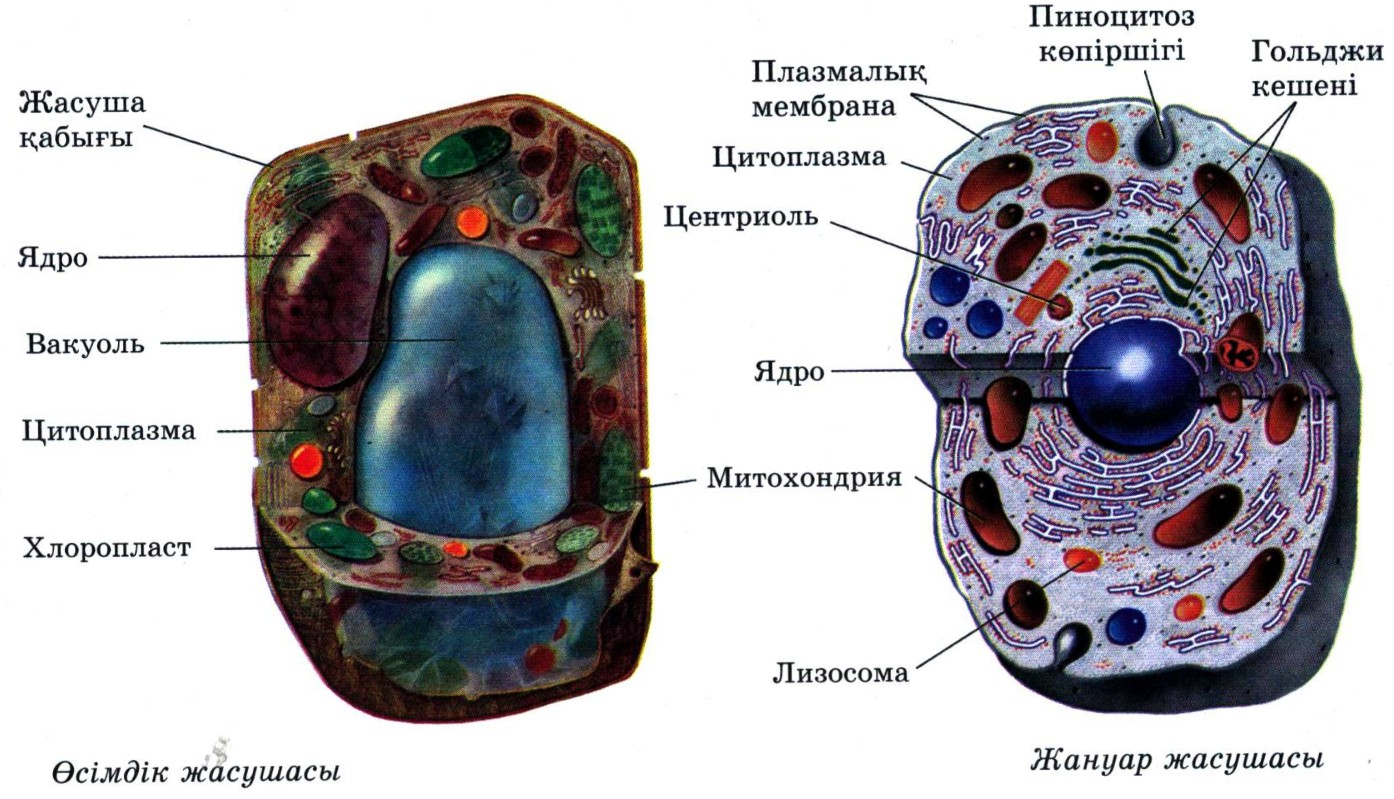 Жасуша
қабығы
Ядро
Вакуоль
Цитоплазма
Хлоропласт
Өсімдік жасушасы
Пиноцитоз
көпіршігі
Гольджи
кешені
Плазмалық
мембрана
Цитоплазма
Центриоль
Ядро
Митохондрия
Лизосома
Жануар жасушасы